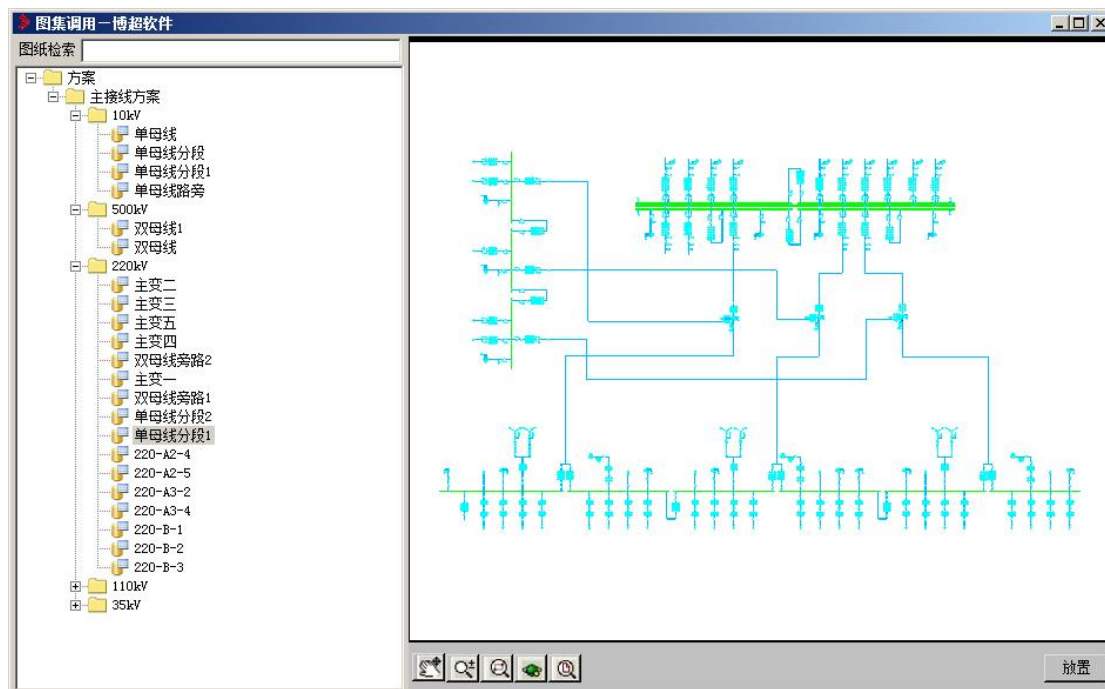 图集调用－博超软件
图纸检索
方案
主接线方案
10kV
单母线
单母线分段
单母线分段1
单母线路旁
500kV
双母线1
双母线
220kV
主变二
主变三
主变五
主变四
双母线旁路2
主变一
双母线旁路1
单母线分段2
单母线分段1
220-A2-4
220-A2-5
220-A3-2
220-A3-4
220-B-1
220-B-2
220-B-3
110kV
35kV
放置